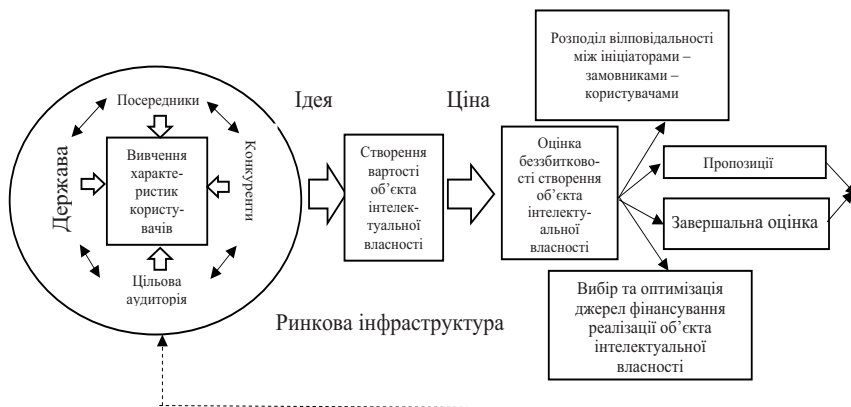 Посередники
Держава
Вивчення
характе-
ристик
користу-
вачів
Конкуренти
Цільова
аудиторія
Ідея
Створення
вартості
об’єкта
інтелек-
туальної
власності
Ціна
Оцінка
беззбитково-
сті створення
об’єкта
інтелекту-
альної
власності
Розподіл вілповідальності
між ініціаторами –
замовниками –
користувачами
Пропозиції
Завершальна оцінка
Вибір та оптимізація
джерел фінансування
реалізації об’єкта
інтелектуальної
власності
Ринкова інфраструктура